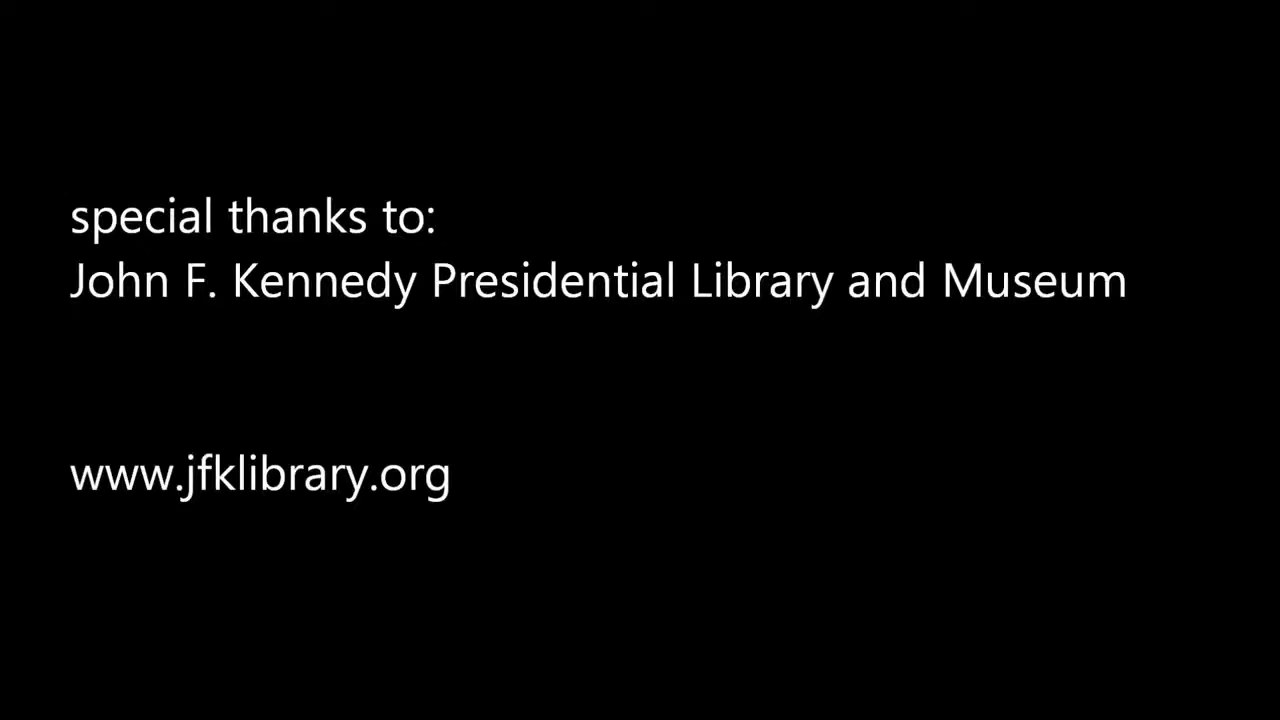 special thanks to:
John F. Kennedy Presidential Library and Museum
www.jfklibrary.org